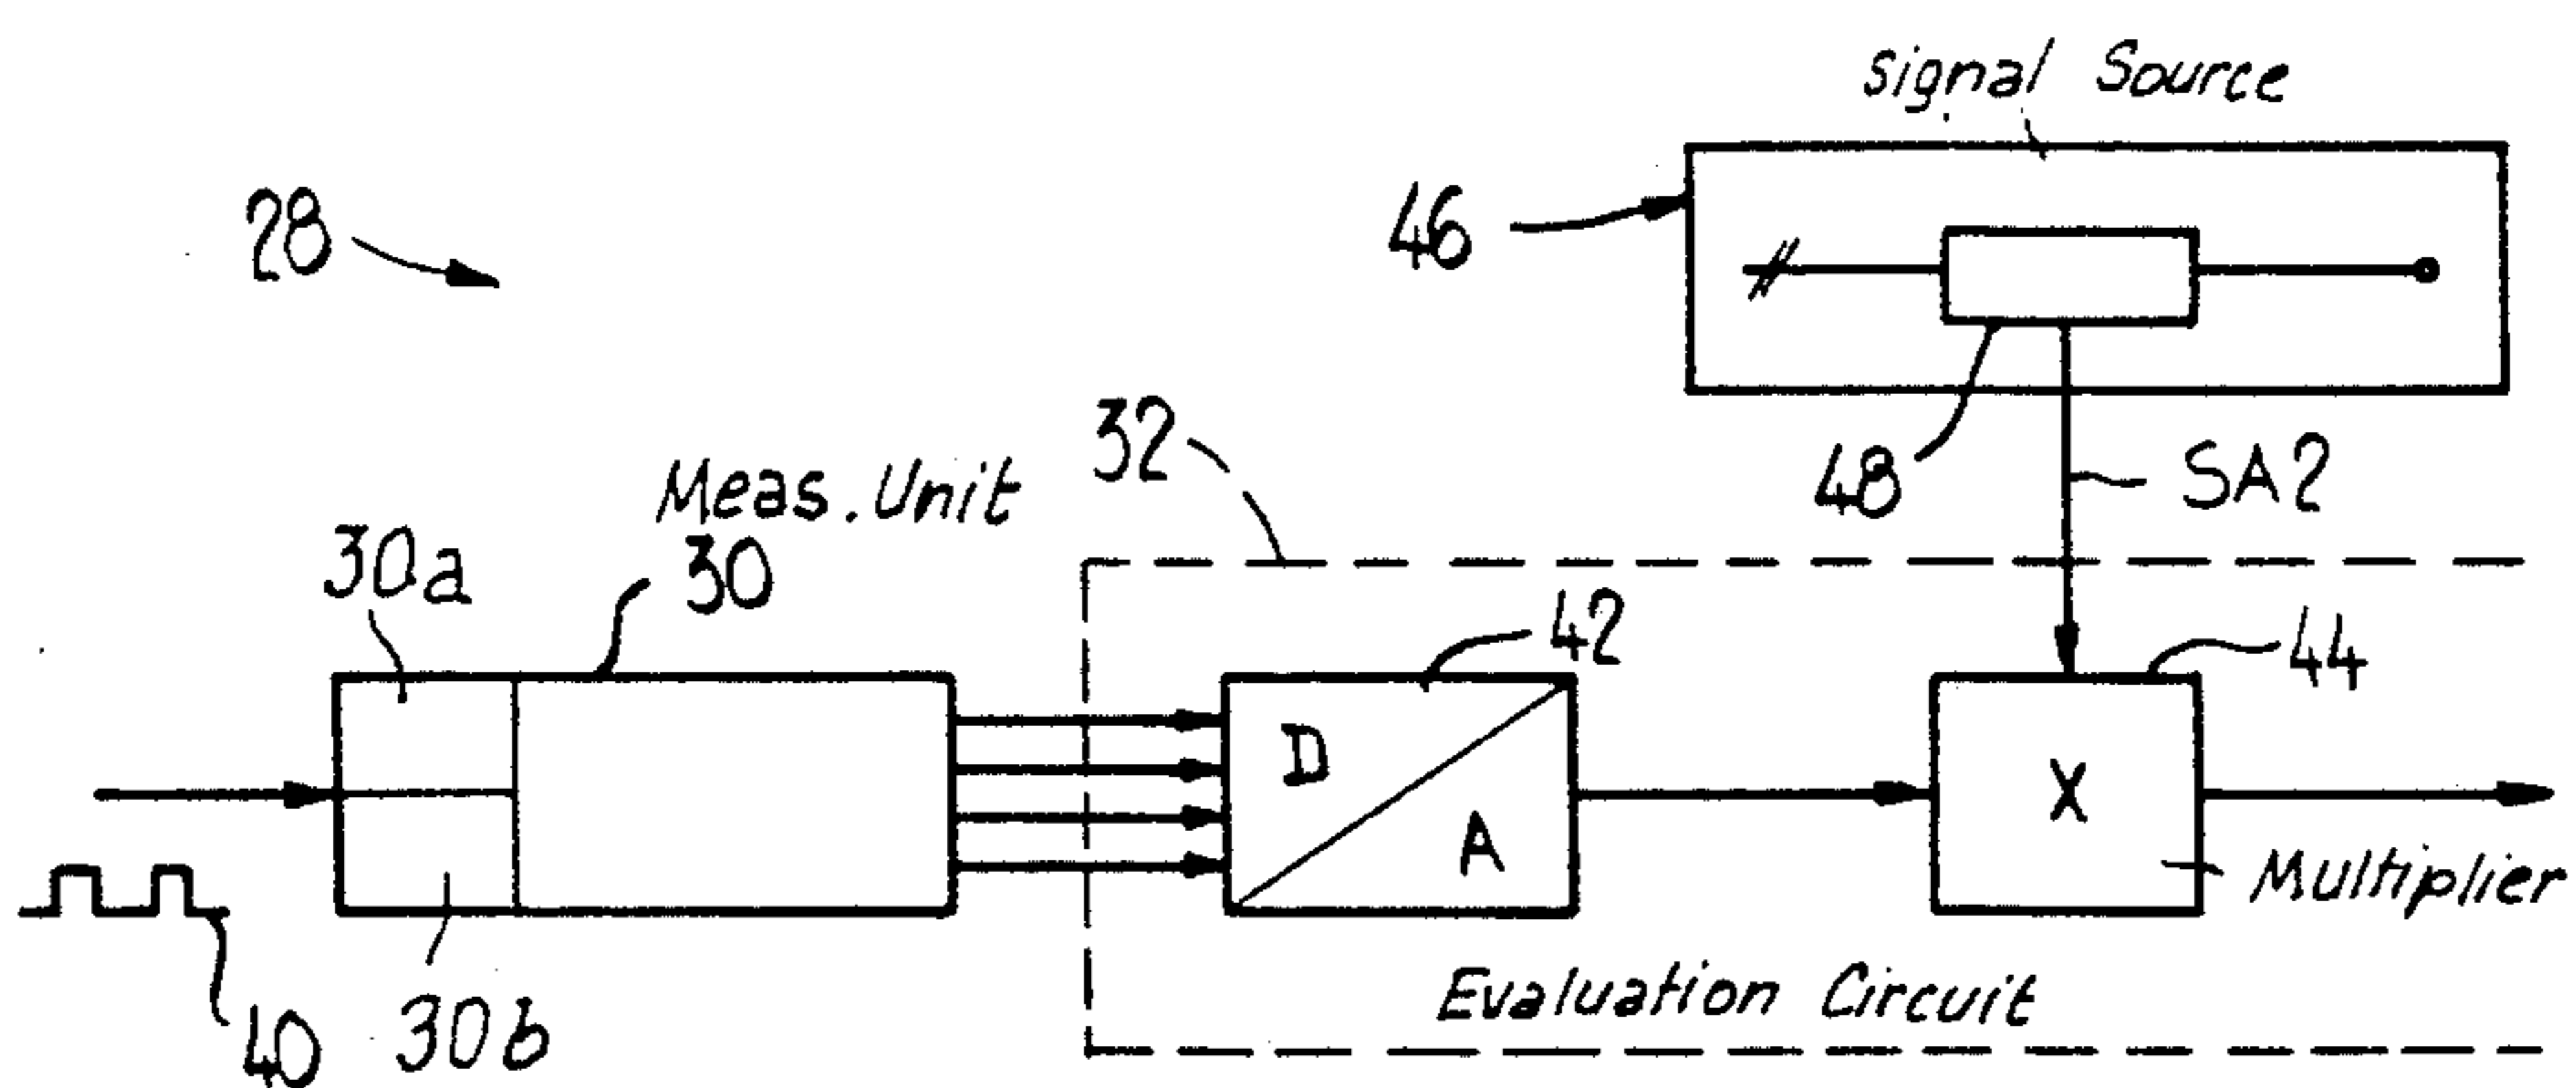 signal Source
28
46
32
48
SA2
Meas. Unit
30a
30
42
44
D
A
X
Multiplier
40
30b
Evaluation Circuit